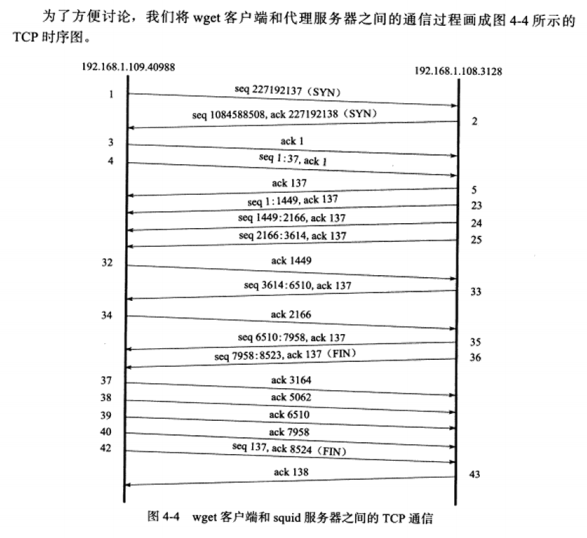 为了方便讨论，我们将 wget 客户端和代理服务器之间的通信过程画成图 4-4 所示的
TCP 时序图。
192.168.1.109.40988
192.168.1.108.3128
1
seq 227192137（SYN）
seq 1084588508, ack 227192138（SYN）
2
3
ack 1
4
seq 1:37, ack 1
ack 137
5
seq 1:1449, ack 137
23
seq 1449:2166, ack 137
24
seq 2166:3614, ack 137
25
32
ack 1449
seq 3614:6510, ack 137
33
34
ack 2166
seq 6510:7958, ack 137
35
seq 7958:8523, ack 137（FIN）
36
37
ack 3164
38
ack 5062
39
ack 6510
40
ack 7958
42
seq 137, ack 8524（FIN）
ack 138
43
图 4-4 wget 客户端和 squid 服务器之间的 TCP 通信